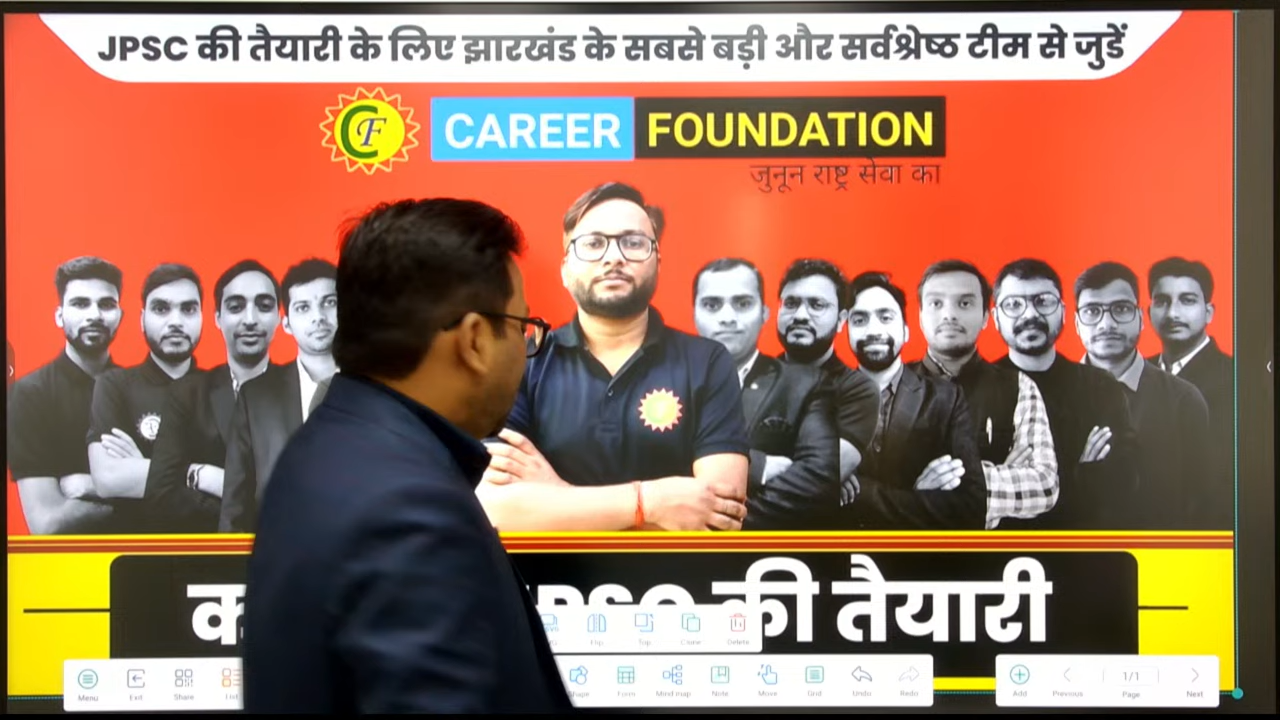 JPSC की तैयारी के लिए झारखंड के सबसे बड़ी और सर्वश्रेष्ठ टीम से जुडें
CF
CAREER FOUNDATION
जुनून राष्ट्र सेवा का
की तैयारी
Flip Top Clone Delete
Menu Exit Share List Shape Form Mind map Note Move Grid Undo Redo Add Previous 1/1 Page Next